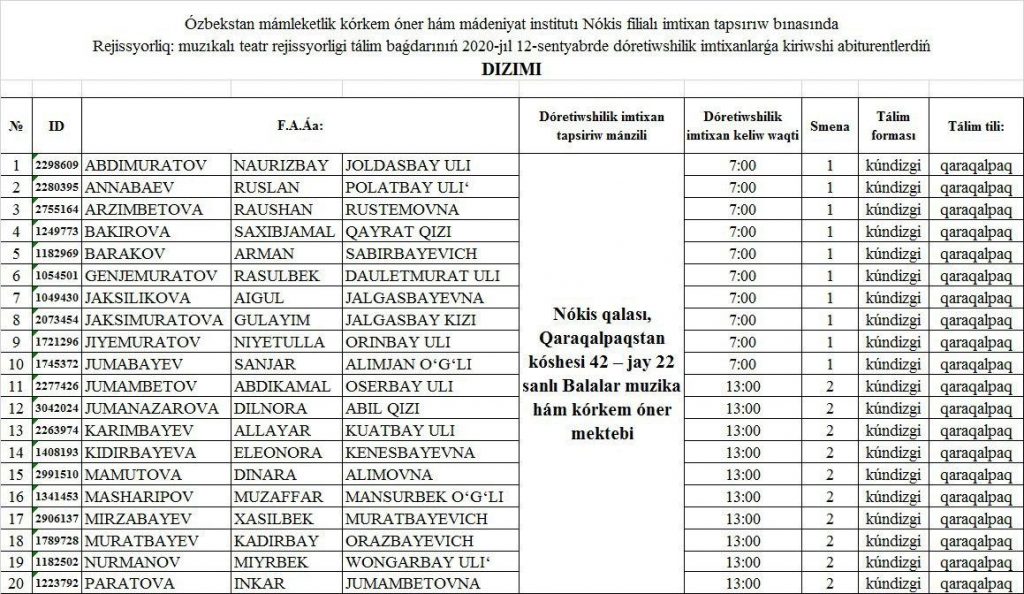 Ózbekstan mámleketlik kórkem óner hám mádeniyat institutı Nókis filialı imtixan tapsırıw bınasında
Rejissyorliq: muzıkalı teatr rejissyorligi tálim baǵdarınıń 2020-jıl 12-sentyabrde dóretiwshilik imtixanlarǵa kiriwshi abiturentlerdiń
DIZIMI
№ ID F.A.Áa: Dóretiwshilik imtixan tapsiriw mánzili Dóretiwshilik imtixan keliw waqti Smena Tálim forması Tálim tili:
1 2298609 ABDIMURATOV NAURIZBAY JOLDASBAY ULI 7:00 1 kúndizgi qaraqalpaq
2 2280395 ANNABAEV RUSLAN POLATBAY ULI‘ 7:00 1 kúndizgi qaraqalpaq
3 2755164 ARZIMBETOVA RAUSHAN RUSTEMOVNA 7:00 1 kúndizgi qaraqalpaq
4 1249773 BAKIROVA SAXIBJAMAL QAYRAT QIZI 7:00 1 kúndizgi qaraqalpaq
5 1182969 BARAKOV ARMAN SABIRBAYEVICH 7:00 1 kúndizgi qaraqalpaq
6 1054501 GENJEMURATOV RASULBEK DAULETMURAT ULI 7:00 1 kúndizgi qaraqalpaq
7 1049430 JAKSILIKOVA AIGUL JALGASBAYEVNA 7:00 1 kúndizgi qaraqalpaq
8 2073454 JAKSIMURATOVA GULAYIM JALGASBAY KIZI 7:00 1 kúndizgi qaraqalpaq
9 1721296 JIYEMURATOV NIYETULLA ORINBAY ULI 7:00 1 kúndizgi qaraqalpaq
10 1745372 JUMABAYEV SANJAR ALIMJAN O‘G‘LI 7:00 1 kúndizgi qaraqalpaq
Nókis qalası,
Qaraqalpaqstan
kóshesi 42 – jay 22
sanlı Balalar muzika
hám kórkem óner
mektebi
11 2277426 JUMAMBETOV ABDIKAMAL OSERBAY ULI 13:00 2 kúndizgi qaraqalpaq
12 3042024 JUMANAZAROVA DILNORA ABIL QIZI 13:00 2 kúndizgi qaraqalpaq
13 2263974 KARIMBAYEV ALLAYAR KUATBAY ULI 13:00 2 kúndizgi qaraqalpaq
14 1408193 KIDIRBAYEVA ELEONORA KENESBAYEVNA 13:00 2 kúndizgi qaraqalpaq
15 2991510 MAMUTOVA DINARA ALIMOVNA 13:00 2 kúndizgi qaraqalpaq
16 1341453 MASHARIPOV MUZAFFAR MANSURBEK O‘G‘LI 13:00 2 kúndizgi qaraqalpaq
17 2906137 MIRZABAYEV XASILBEK MURATBAYEVICH 13:00 2 kúndizgi qaraqalpaq
18 1789728 MURATBAYEV KADIRBAY ORAZBAYEVICH 13:00 2 kúndizgi qaraqalpaq
19 1182502 NURMANOV MIYRBEK WONGARBAY ULI‘ 13:00 2 kúndizgi qaraqalpaq
20 1223792 PARATOVA INKAR JUMAMBETOVNA 13:00 2 kúndizgi qaraqalpaq